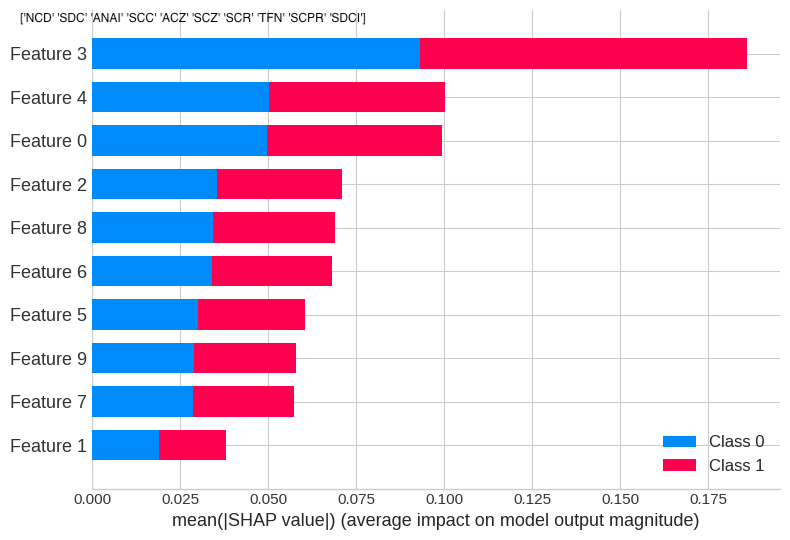 ['NCD' 'SDC' 'ANAI' 'SCC' 'ACZ' 'SCZ' 'SCR' 'TFN' 'SCPR' 'SDCI']
Feature 3
Feature 4
Feature 0
Feature 2
Feature 8
Feature 6
Feature 5
Feature 9
Feature 7
Feature 1
Class 0
Class 1
0.000 0.025 0.050 0.075 0.100 0.125 0.150 0.175
mean(|SHAP value|) (average impact on model output magnitude)